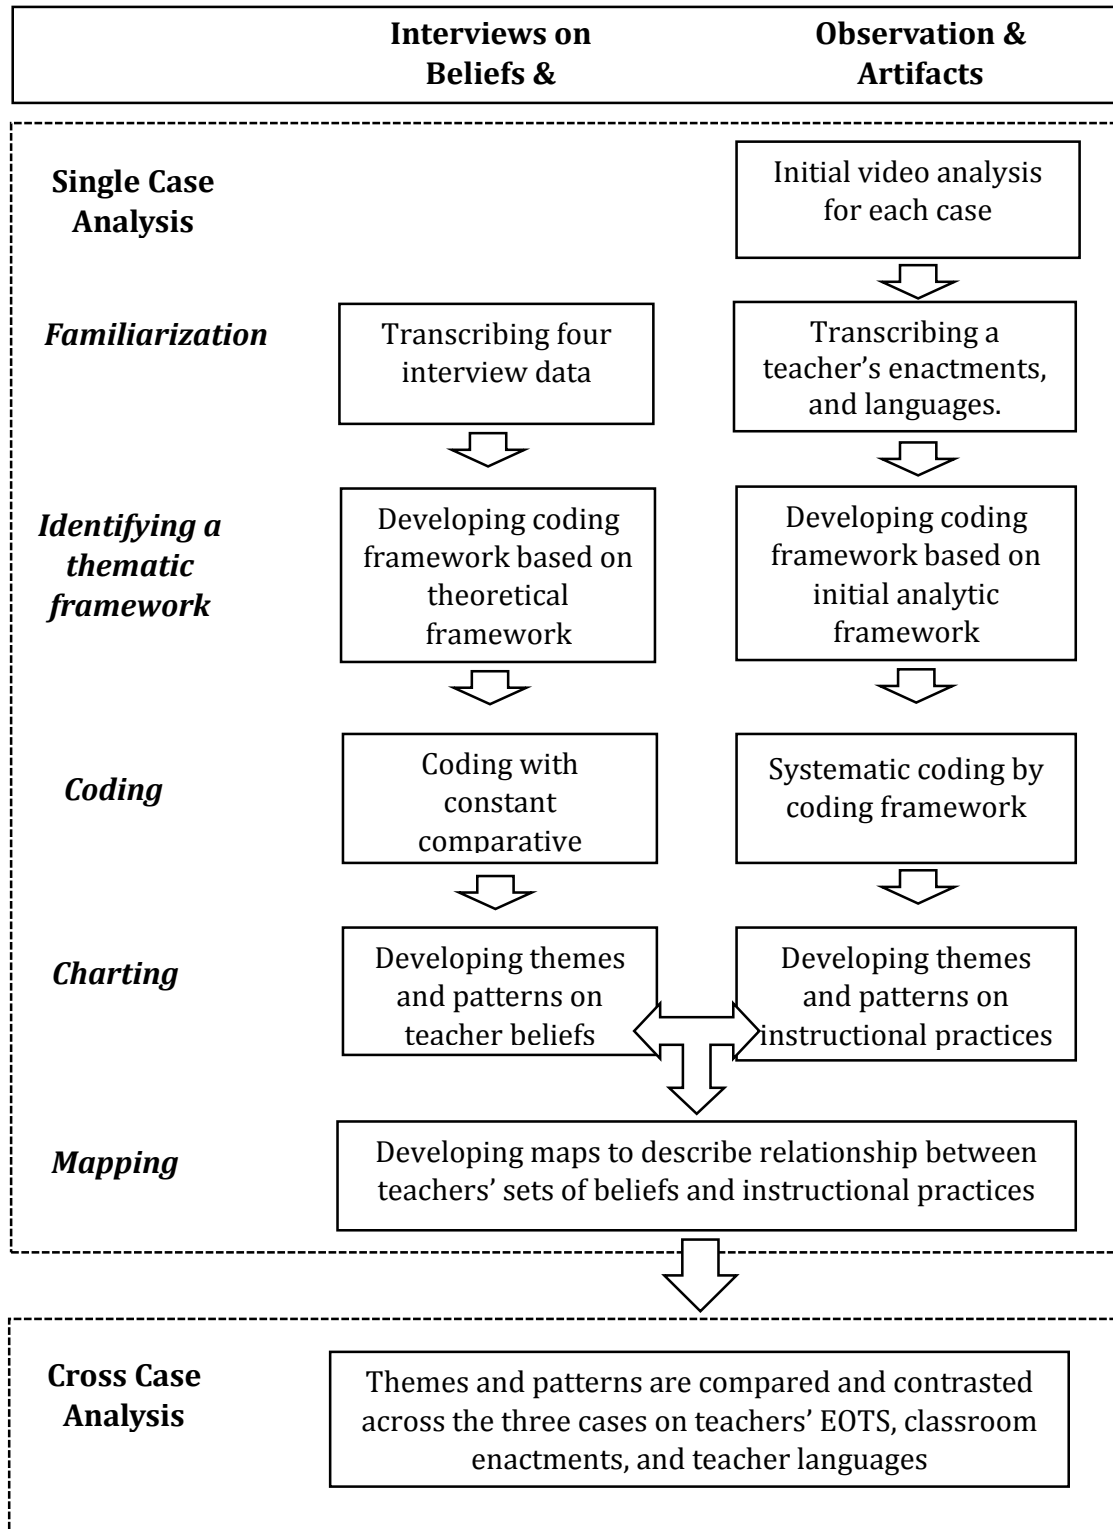 Interviews on
Beliefs &
Observation &
Artifacts
Single Case
Analysis
Initial video analysis
for each case
Familiarization
Transcribing four
interview data
Transcribing a
teacher’s enactments,
and languages.
Identifying a
thematic
framework
Developing coding
framework based on
theoretical
framework
Developing coding
framework based on
initial analytic
framework
Coding
Coding with
constant
comparative
Systematic coding by
coding framework
Charting
Developing themes
and patterns on
teacher beliefs
Developing themes
and patterns on
instructional practices
Mapping
Developing maps to describe relationship between
teachers’ sets of beliefs and instructional practices
Cross Case
Analysis
Themes and patterns are compared and contrasted
across the three cases on teachers’ EOTS, classroom
enactments, and teacher languages